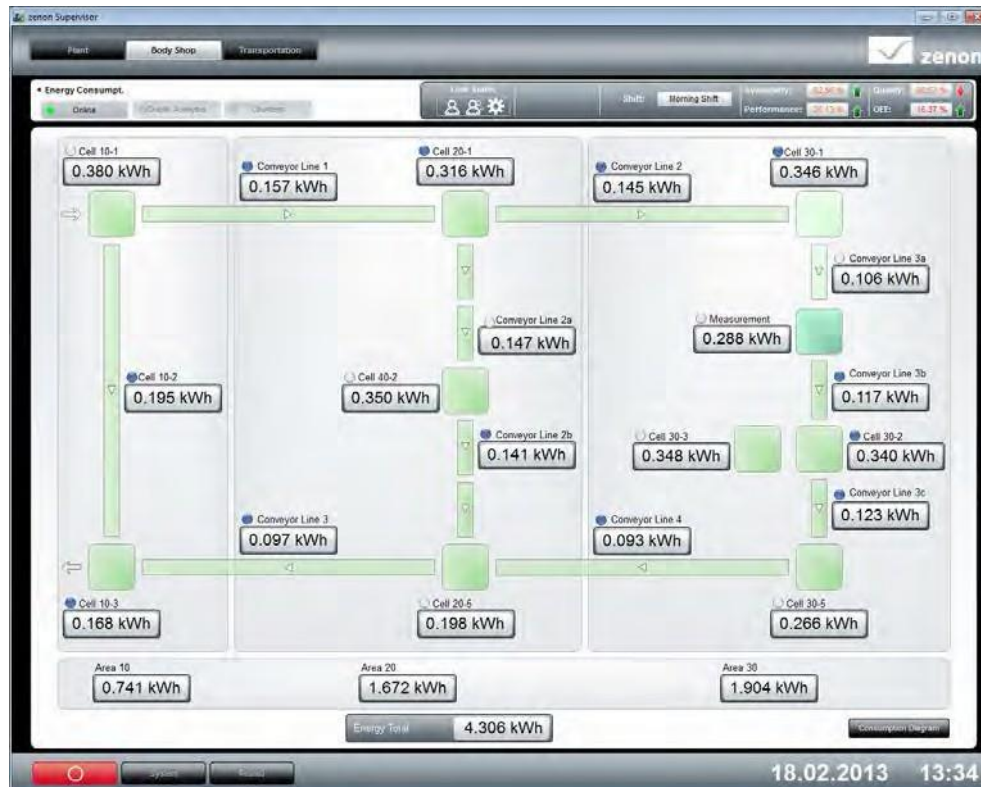 zenon Supervisor
Plant
Body Shop
Transportation
zenon
Energy Consumpt.
Online
Shift:
Morning Shift
Performance:
Quality:
OEE:
16.37 %
Cell 10-1
0.380 kWh
Conveyor Line 1
0.157 kWh
Cell 20-1
0.316 kWh
Conveyor Line 2
0.145 kWh
Cell 30-1
0.346 kWh
Conveyor Line 3a
0.106 kWh
Conveyor Line 2a
0.147 kWh
Measurement
0.288 kWh
Cell 10-2
0.195 kWh
Cell 40-2
0.350 kWh
Conveyor Line 3b
0.117 kWh
Conveyor Line 2b
0.141 kWh
Cell 30-3
0.348 kWh
Cell 30-2
0.340 kWh
Conveyor Line 3c
0.123 kWh
Conveyor Line 3
0.097 kWh
Conveyor Line 4
0.093 kWh
Cell 10-3
0.168 kWh
Cell 20-5
0.198 kWh
Cell 30-5
0.266 kWh
Area 10
0.741 kWh
Area 20
1.672 kWh
Area 30
1.904 kWh
Energy Total
4.306 kWh
Consumption Diagram
System
18.02.2013
13:34